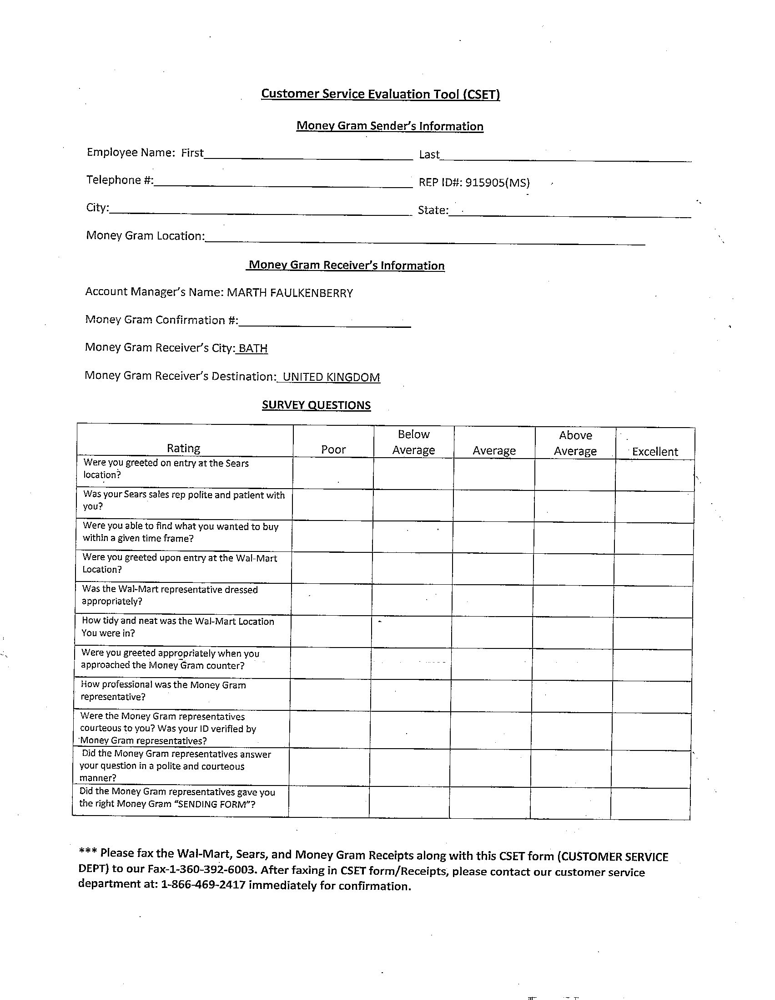 Customer Service Evaluation Tool (CSET)
Money Gram Sender's Information
Employee Name: First Last
Telephone #: REP ID#: 915905(MS)
City: State:
Money Gram Location:
Money Gram Receiver's Information
Account Manager's Name: MARTH FAULKENBERRY
Money Gram Confirmation #:
Money Gram Receiver's City: BATH
Money Gram Receiver's Destination: UNITED KINGDOM
SURVEY QUESTIONS
Rating Poor Below Average Average Above Average Excellent
Were you greeted on entry at the Sears
location?
Was your Sears sales rep polite and patient with
you?
Were you able to find what you wanted to buy
within a given time frame?
Were you greeted upon entry at the Wal-Mart
Location?
Was the Wal-Mart representative dressed
appropriately?
How tidy and neat was the Wal-Mart Location
You were in?
Were you greeted appropriately when you
approached the Money Gram counter?
How professional was the Money Gram
representative?
Were the Money Gram representatives
courteous to you? Was your ID verified by
Money Gram representatives?
Did the Money Gram representatives answer
your question in a polite and courteous
manner?
Did the Money Gram representatives gave you
the right Money Gram "SENDING FORM"?
*** Please fax the Wal-Mart, Sears, and Money Gram Receipts along with this CSET form (CUSTOMER SERVICE
DEPT) to our Fax-1-360-392-6003. After faxing in CSET form/Receipts, please contact our customer service
department at: 1-866-469-2417 immediately for confirmation.